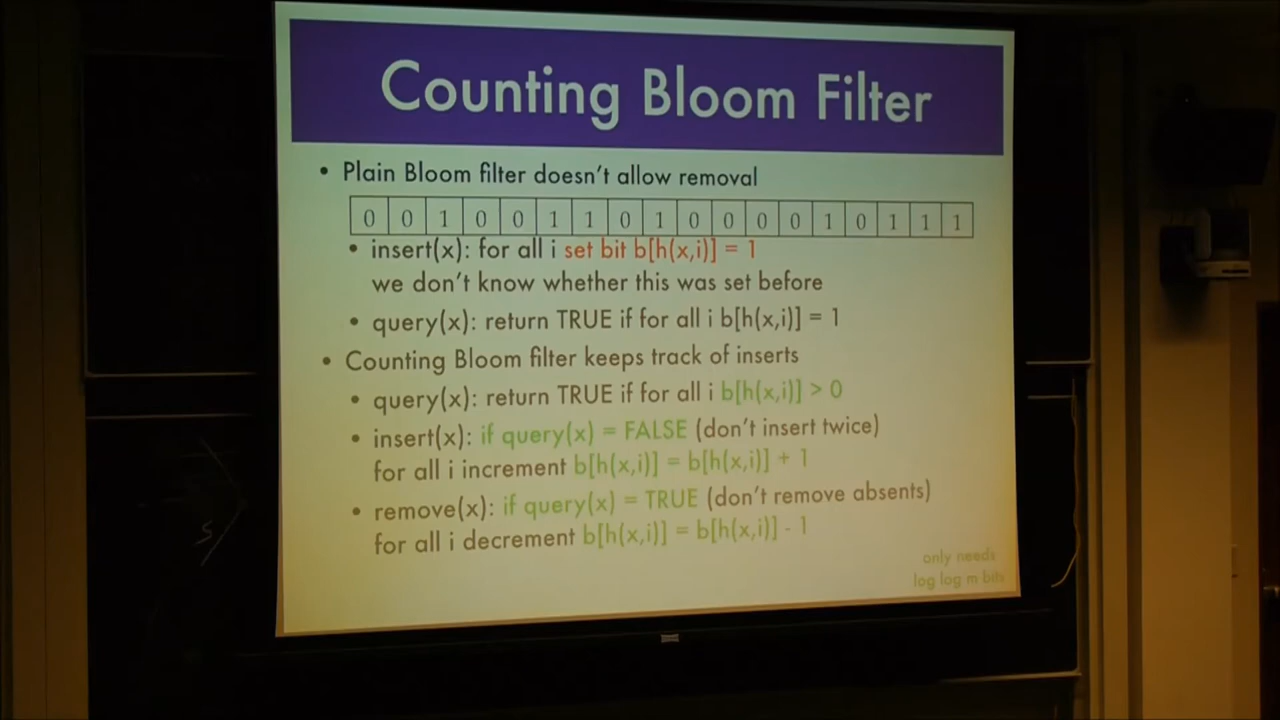 Counting Bloom Filter
• Plain Bloom filter doesn't allow removal
0 0 1 0 0 1 1 0 1 0 0 0 0 1 0 1 1 1
• insert(x): for all i set bit b[h(x,i)] = 1
we don't know whether this was set before
• query(x): return TRUE if for all i b[h(x,i)] = 1
• Counting Bloom filter keeps track of inserts
• query(x): return TRUE if for all i b[h(x,i)] > 0
• insert(x): if query(x) = FALSE (don't insert twice)
for all i increment b[h(x,i)] = b[h(x,i)] + 1
• remove(x): if query(x) = TRUE (don't remove absents)
for all i decrement b[h(x,i)] = b[h(x,i)] - 1
only needs
log log m bits